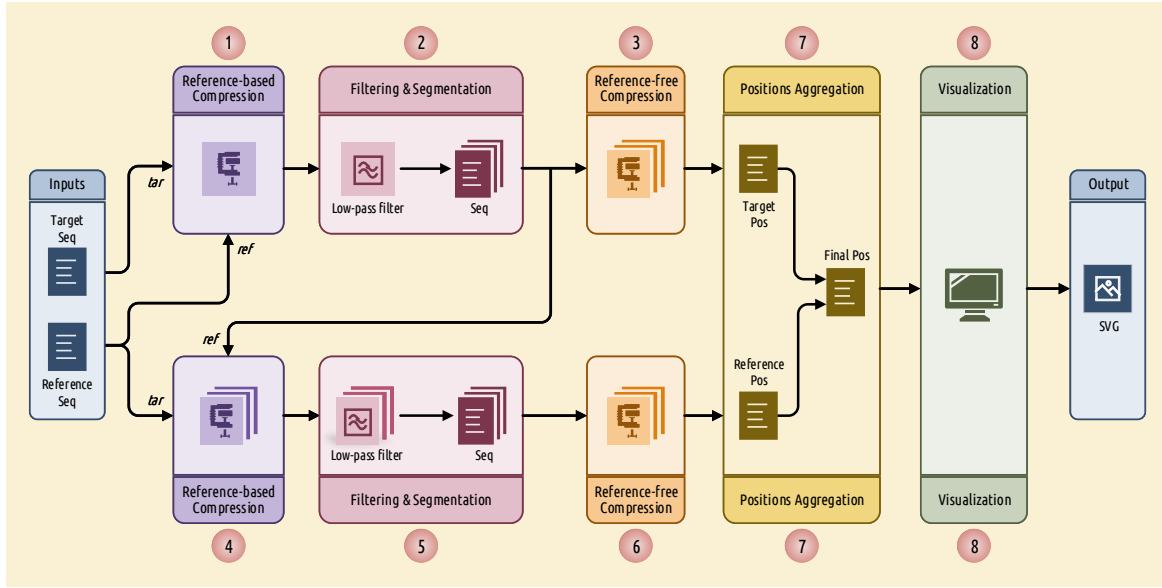 1
2
3
7
8
Reference-based
Compression
Filtering & Segmentation
Reference-free
Compression
Positions Aggregation
Visualization
Inputs
Target
Seq
Reference
Seq
tar
ref
Low-pass filter
Seq
Target
Pos
Final Pos
Reference
Pos
Output
SVG
ref
tar
Low-pass filter
Seq
Reference-based
Compression
Filtering & Segmentation
Reference-free
Compression
Positions Aggregation
Visualization
4
5
6
7
8